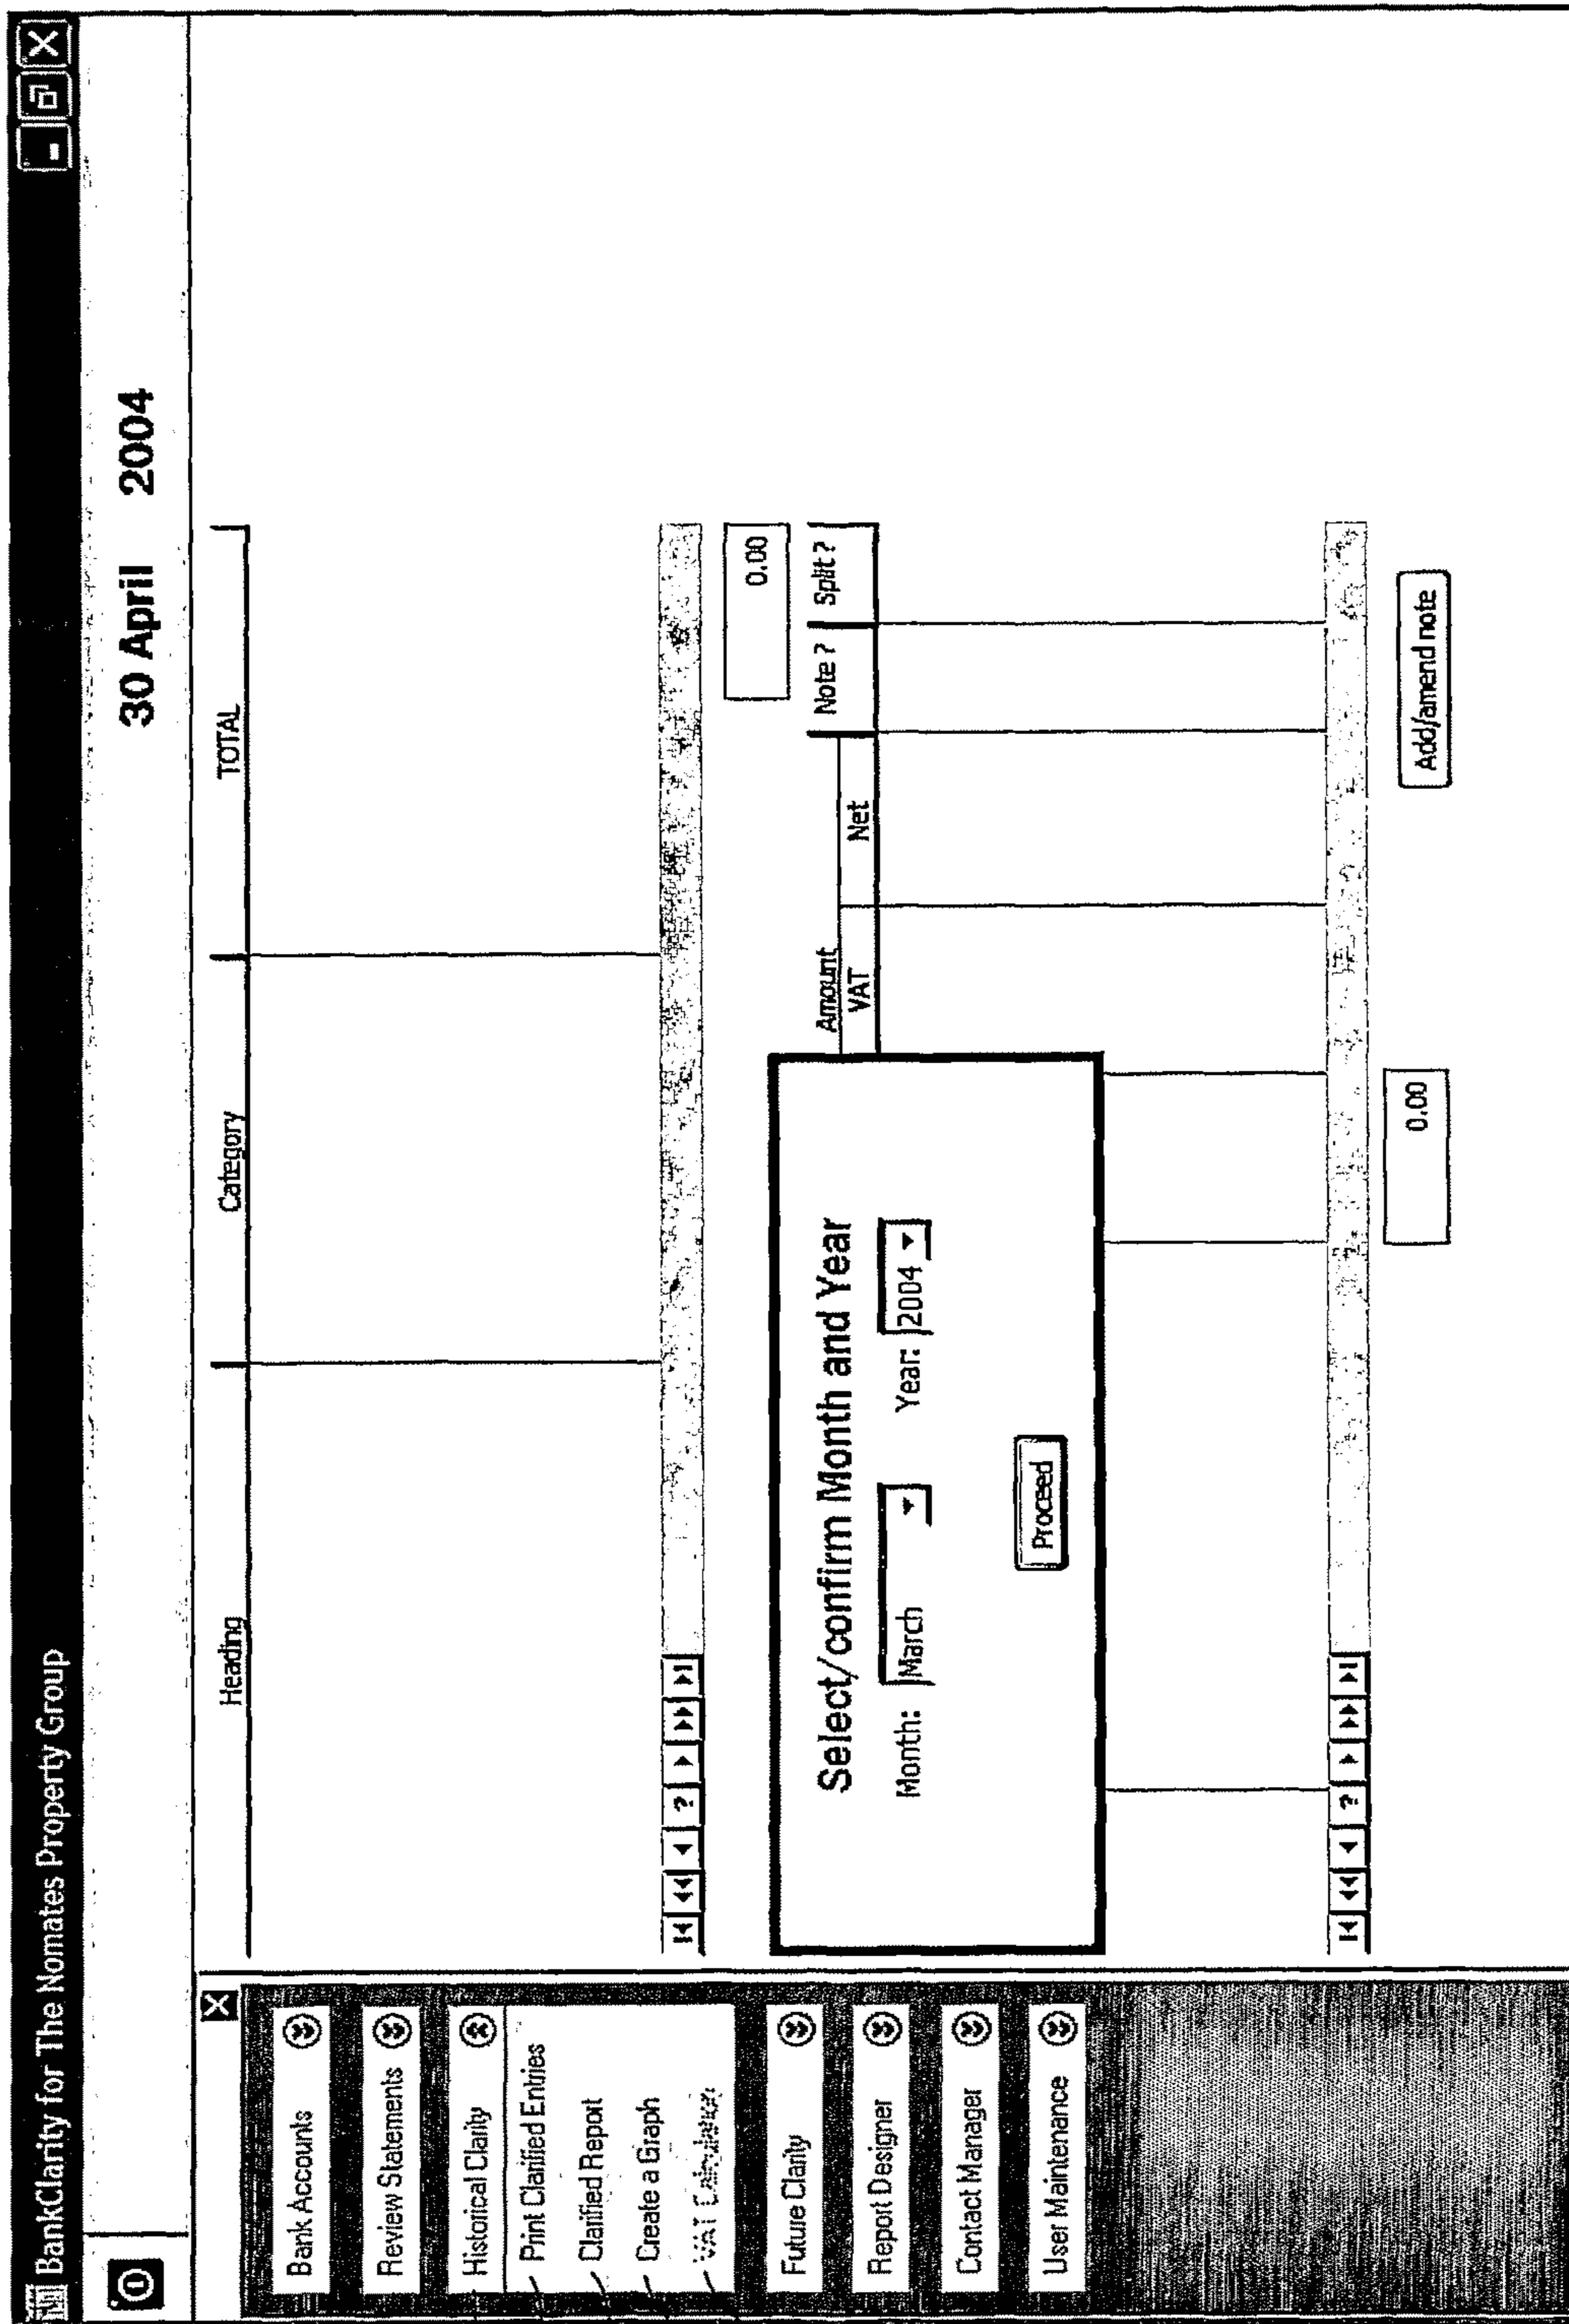 BankClarity for The Nomates Property Group
30 April 2004
Bank Accounts
Review Statements
Historical Clarity
Print Clarified Entries
Clarified Report
Create a Graph
VAT Calculation
Future Clarity
Report Designer
Contact Manager
User Maintenance
Heading Category TOTAL
0.00
Amount Note? Split?
VAT Net
Select/confirm Month and Year
Month: March Year: 2004
Proceed
0.00
Add/amend note